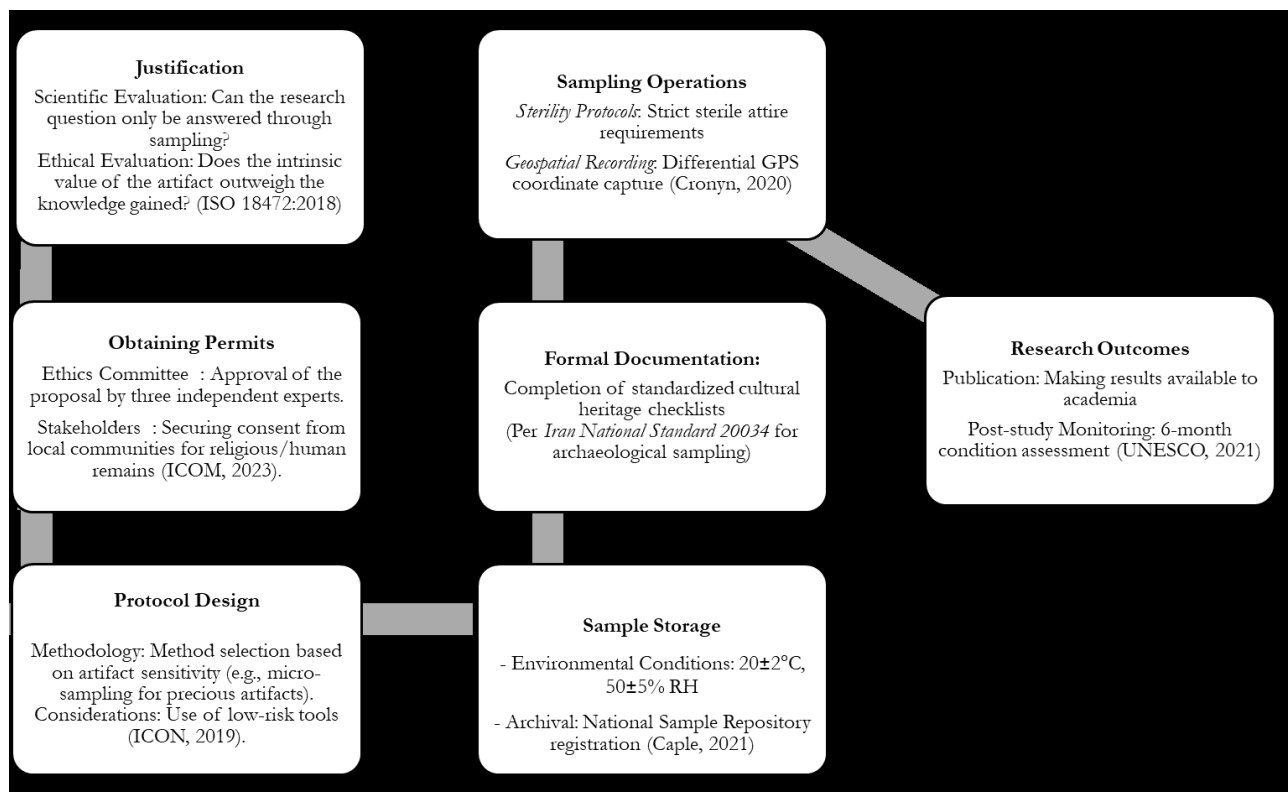 Justification
Scientific Evaluation: Can the research
question only be answered through
sampling?
Ethical Evaluation: Does the intrinsic
value of the artifact outweigh the
knowledge gained? (ISO 18472:2018)
Obtaining Permits
Ethics Committee : Approval of the
proposal by three independent experts.
Stakeholders : Securing consent from
local communities for religious/human
remains (ICOM, 2023).
Protocol Design
Methodology: Method selection based
on artifact sensitivity (e.g., micro-
sampling for precious artifacts).
Considerations: Use of low-risk tools
(ICON, 2019).
Sampling Operations
Sterility Protocols: Strict sterile attire
requirements
Geospatial Recording: Differential GPS
coordinate capture (Cronyn, 2020)
Formal Documentation:
Completion of standardized cultural
heritage checklists
(Per Iran National Standard 20034 for
archaeological sampling)
Sample Storage
- Environmental Conditions: 20±2°C,
50±5% RH
- Archival: National Sample Repository
registration (Caple, 2021)
Research Outcomes
Publication: Making results available to
academia
Post-study Monitoring: 6-month
condition assessment (UNESCO, 2021)